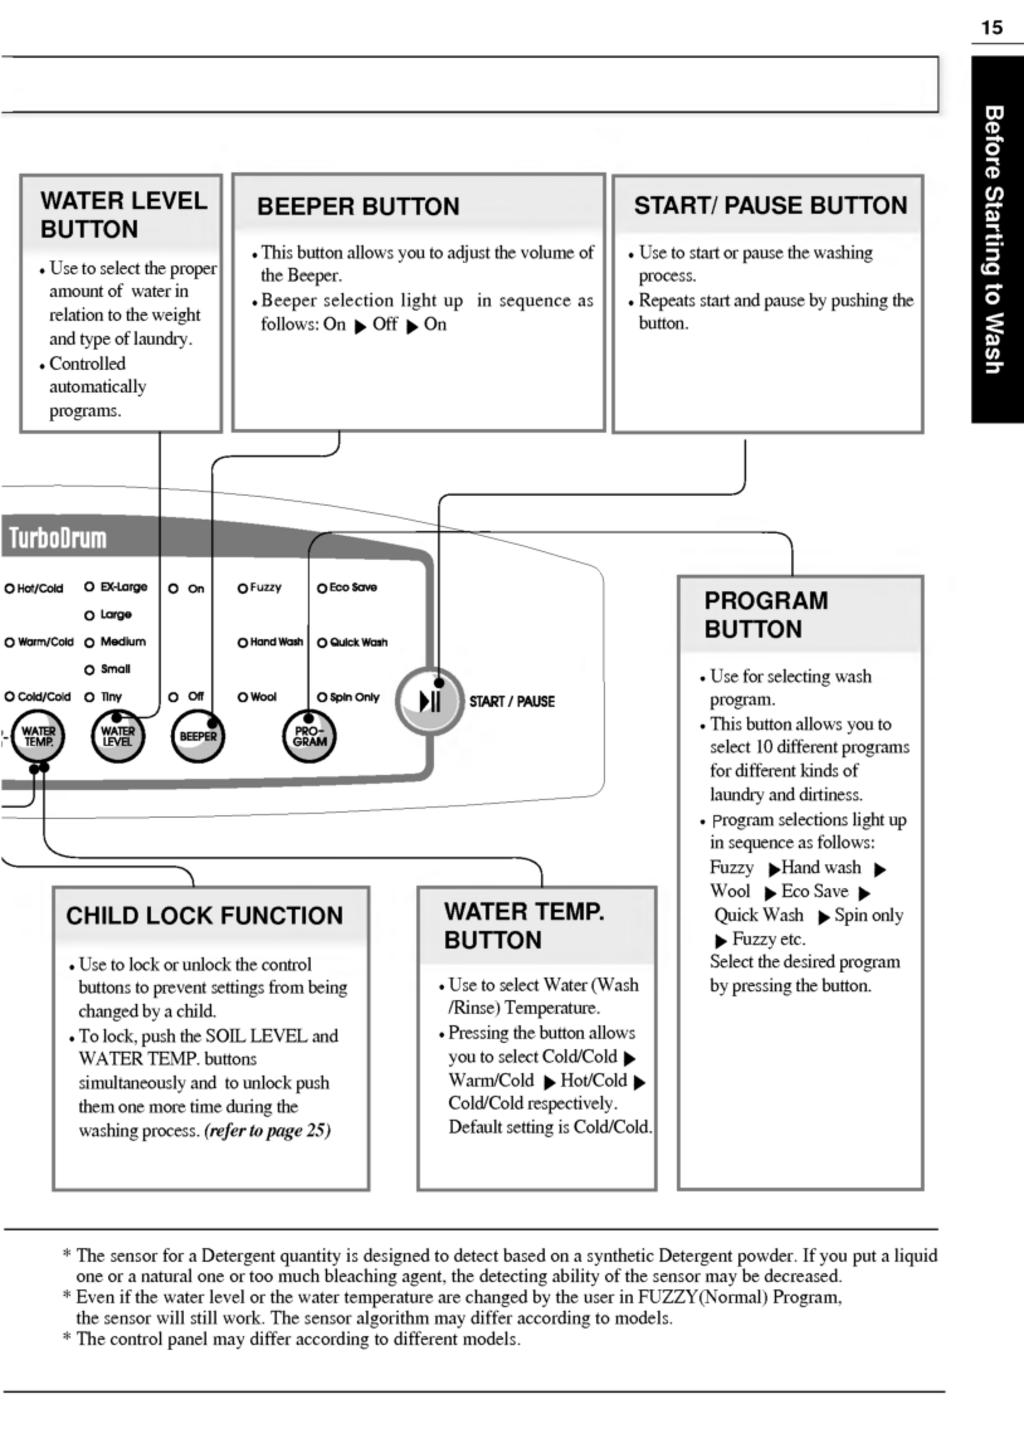 15
Before Starting to Wash
WATER LEVEL
BUTTON
• Use to select the proper
amount of water in
relation to the weight
and type of laundry.
• Controlled
automatically
programs.
BEEPER BUTTON
• This button allows you to adjust the volume of
the Beeper.
• Beeper selection light up in sequence as
follows: On ▶ Off ▶ On
START/ PAUSE BUTTON
• Use to start or pause the washing
process.
• Repeats start and pause by pushing the
button.
TurboDrum
Hot/Cold
Warm/Cold
Cold/Cold
WATER
TEMP.
EX-Large
Large
Medium
Small
Tiny
WATER
LEVEL
On
Off
BEEPER
Fuzzy
Hand Wash
Wool
Eco Save
Quick Wash
Spin Only
PRO-
GRAM
START / PAUSE
PROGRAM
BUTTON
• Use for selecting wash
program.
• This button allows you to
select 10 different programs
for different kinds of
laundry and dirtiness.
• Program selections light up
in sequence as follows:
Fuzzy ▶Hand wash ▶
Wool ▶ Eco Save ▶
Quick Wash ▶ Spin only
▶ Fuzzy etc.
Select the desired program
by pressing the button.
CHILD LOCK FUNCTION
• Use to lock or unlock the control
buttons to prevent settings from being
changed by a child.
• To lock, push the SOIL LEVEL and
WATER TEMP. buttons
simultaneously and to unlock push
them one more time during the
washing process. (refer to page 25)
WATER TEMP.
BUTTON
• Use to select Water (Wash
/Rinse) Temperature.
• Pressing the button allows
you to select Cold/Cold ▶
Warm/Cold ▶ Hot/Cold ▶
Cold/Cold respectively.
Default setting is Cold/Cold.
* The sensor for a Detergent quantity is designed to detect based on a synthetic Detergent powder. If you put a liquid
one or a natural one or too much bleaching agent, the detecting ability of the sensor may be decreased.
* Even if the water level or the water temperature are changed by the user in FUZZY(Normal) Program,
the sensor will still work. The sensor algorithm may differ according to models.
* The control panel may differ according to different models.